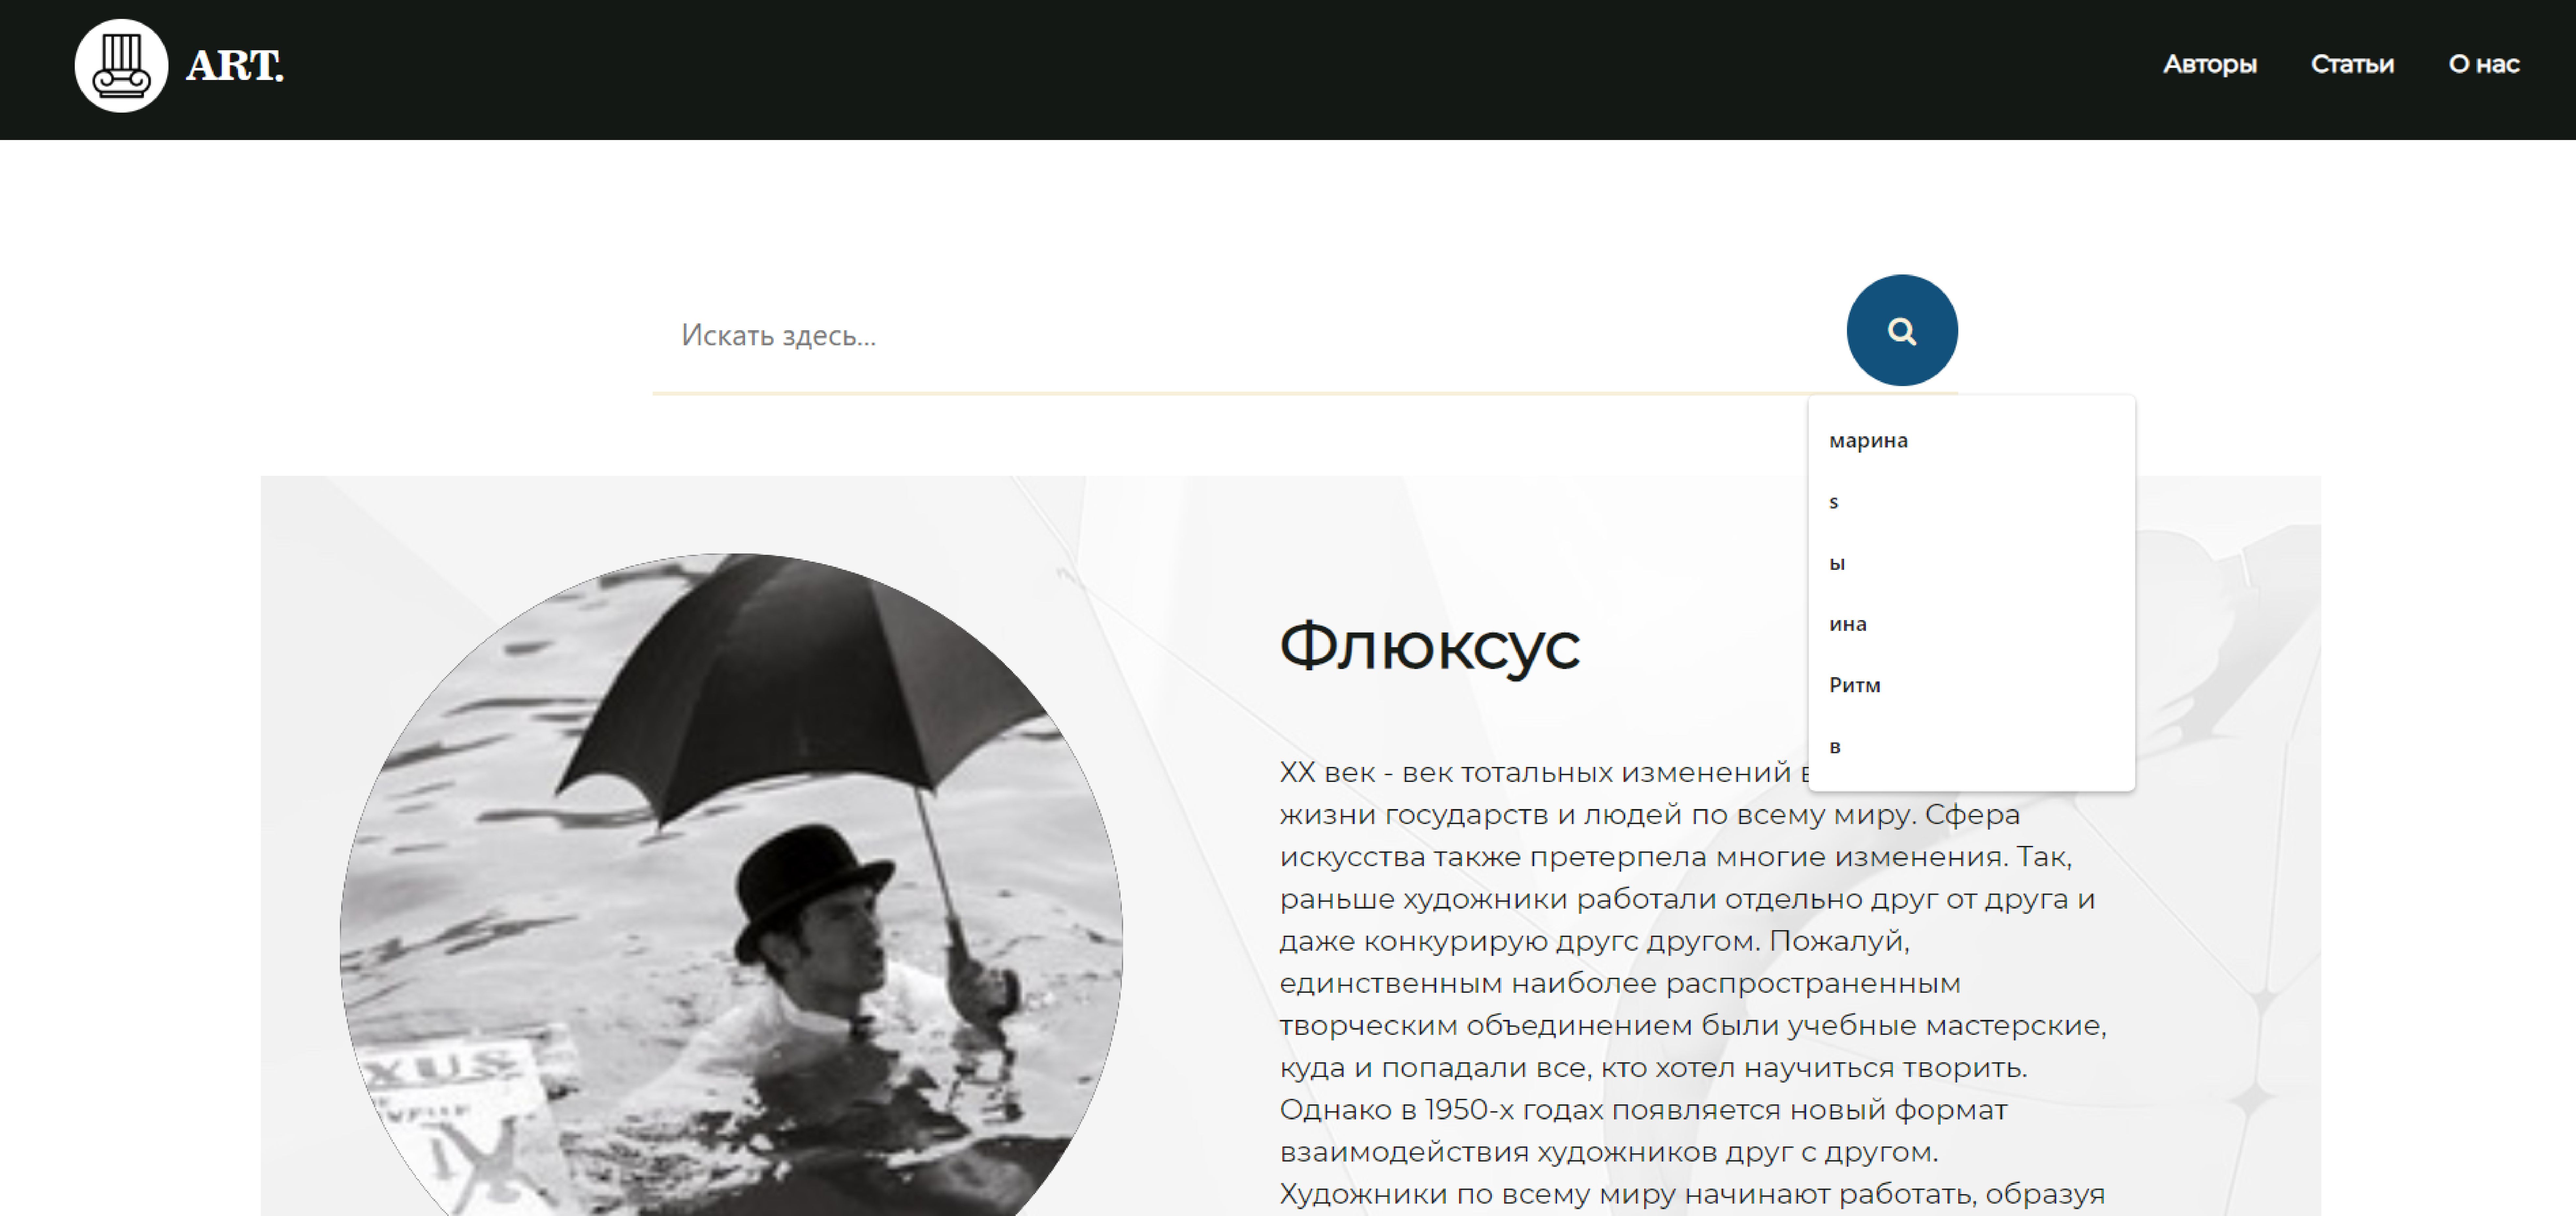 ART.
Авторы
Статьи
О нас
Искать здесь...
марина
s
ы
ина
Ритм
в
Флюксус
XX век - век тотальных изменений в
жизни государств и людей по всему миру. Сфера
искусства также претерпела многие изменения. Так,
раньше художники работали отдельно друг от друга и
даже конкурирую другс другом. Пожалуй,
единственным наиболее распространенным
творческим объединением были учебные мастерские,
куда и попадали все, кто хотел научиться творить.
Однако в 1950-х годах появляется новый формат
взаимодействия художников друг с другом.
Художники по всему миру начинают работать, образуя
XUS